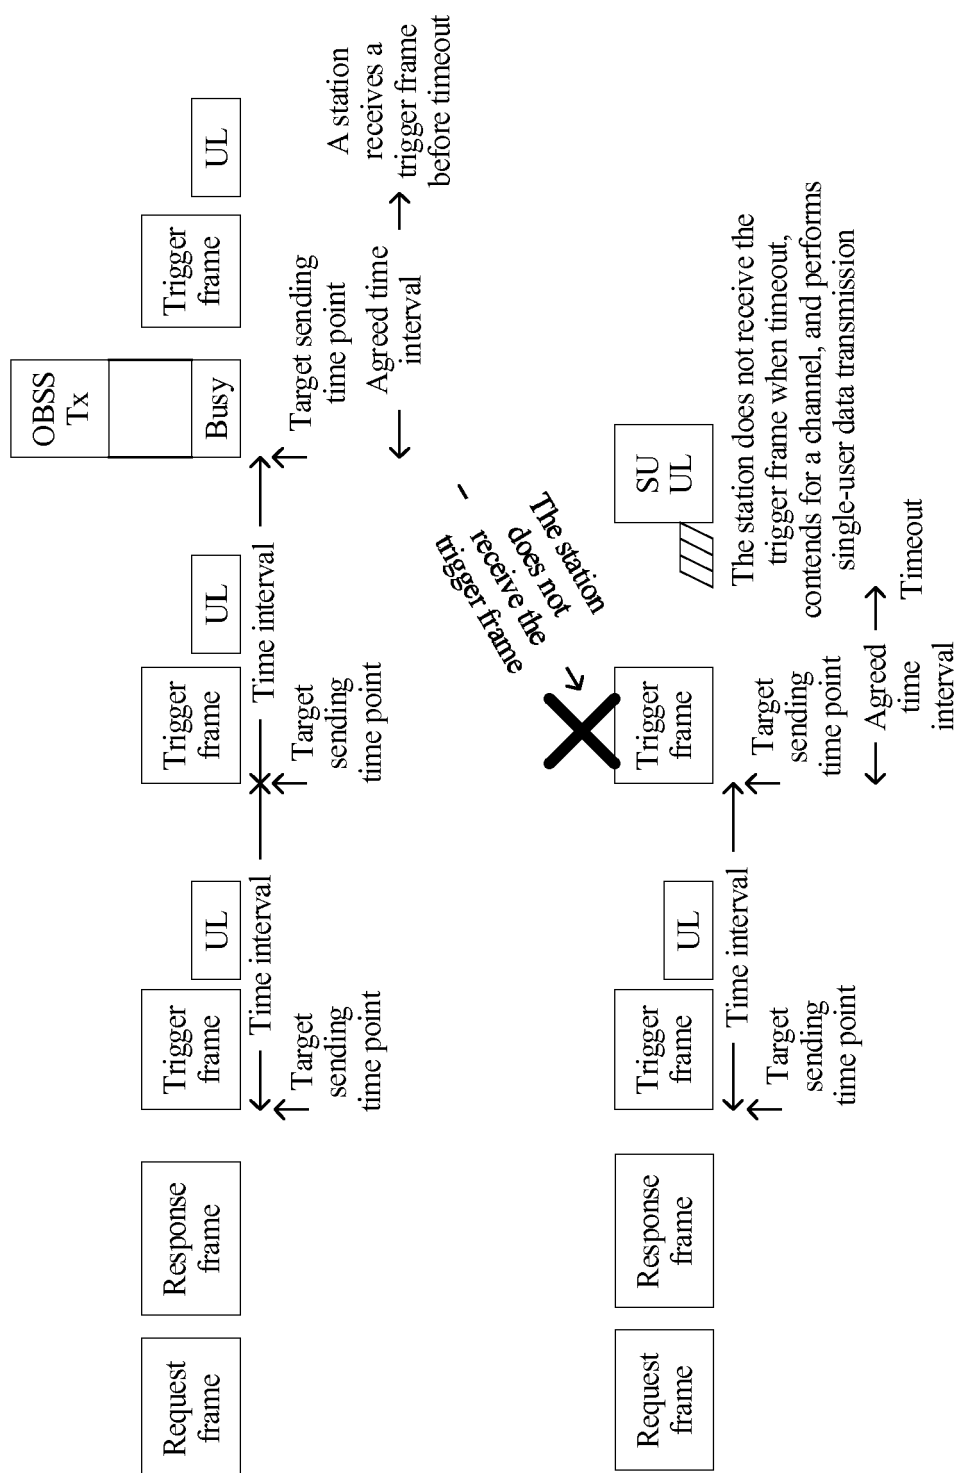 Request
frame
Response
frame
Trigger
frame
UL
Trigger
frame
UL
OBSS
Tx
Busy
Trigger
frame
UL
Time interval
Time interval
Target
sending
time point
Target
sending
time point
Target sending
time point
Agreed time
interval
A station
receives a
trigger frame
before timeout
The station
does not
receive the
trigger frame
Request
frame
Response
frame
Trigger
frame
UL
Trigger
frame
SU
UL
Time interval
Target
sending
time point
Target
sending
time point
Agreed
time
interval
Timeout
The station does not receive the
trigger frame when timeout,
contends for a channel, and performs
single-user data transmission